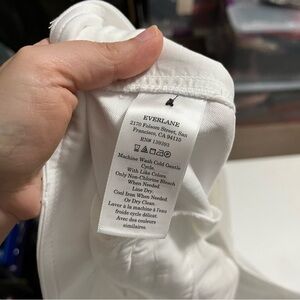 EVERLANE
2170 Folsom Street, San
Francisco, CA 94110
Machine Wash Cold Gentle
Cycle.
With Like Colors.
Only Non-Chlorine Bleach
When Needed.
Line Dry.
Cool Iron When Needed
Or Dry Clean.
Laver à la machine à l'eau
froide cycle délicat.
Avec des couleurs
similaires.